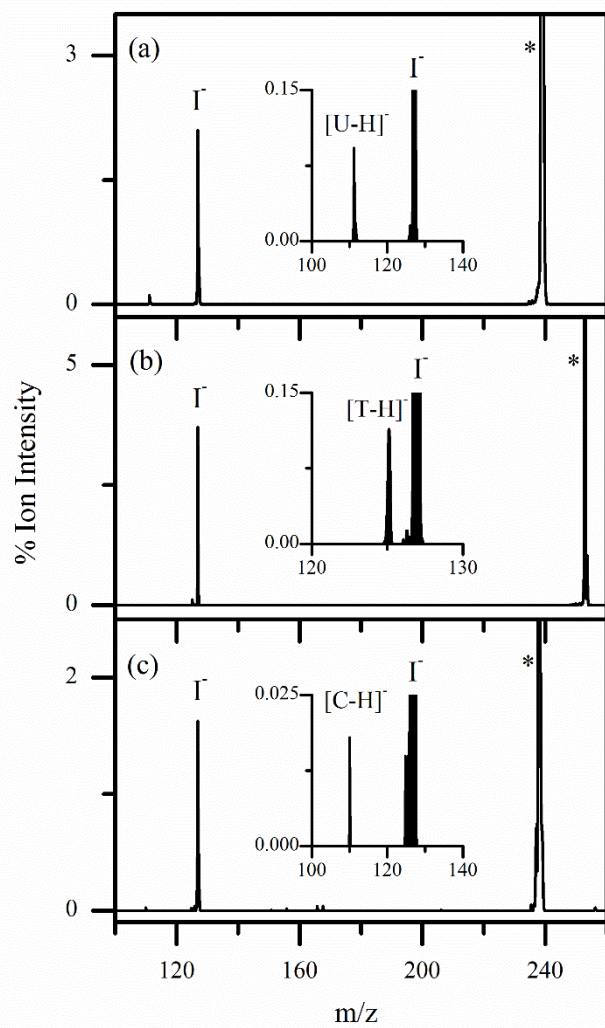 (a)
*
3
I⁻
0.15
I⁻
[U-H]⁻
0.00
100 120 140
0
(b)
*
5
I⁻
0.15
I⁻
[T-H]⁻
0.00
120 130
0
% Ion Intensity
(c)
*
2
I⁻
0.025
I⁻
[C-H]⁻
0.000
100 120 140
0
120 160 200 240
m/z